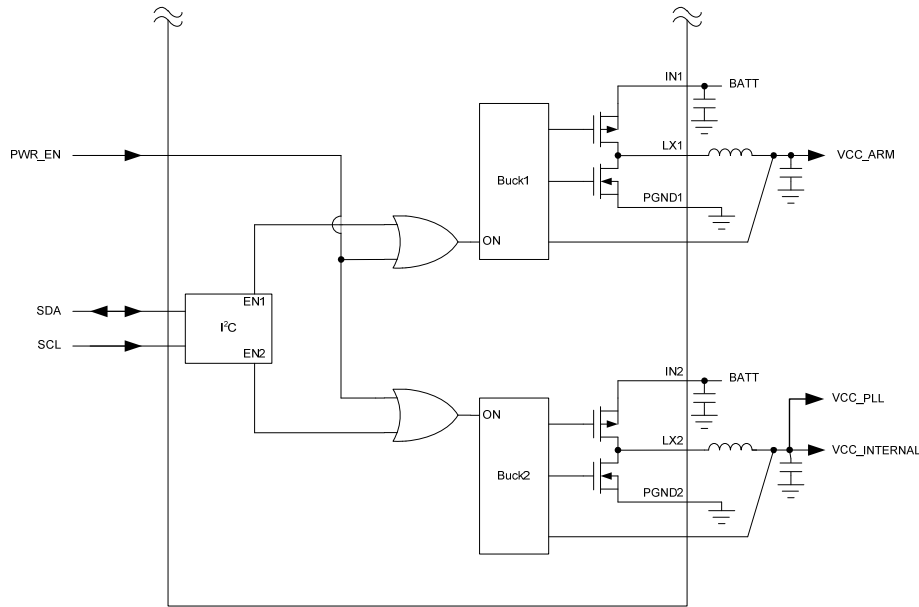 IN1
BATT
PWR_EN
LX1
VCC_ARM
Buck1
PGND1
ON
EN1
SDA
I²C
SCL
EN2
IN2
BATT
VCC_PLL
ON
LX2
VCC_INTERNAL
Buck2
PGND2